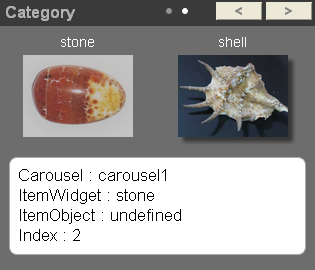 Category < >
stone shell
Carousel : carousel1
ItemWidget : stone
ItemObject : undefined
Index : 2